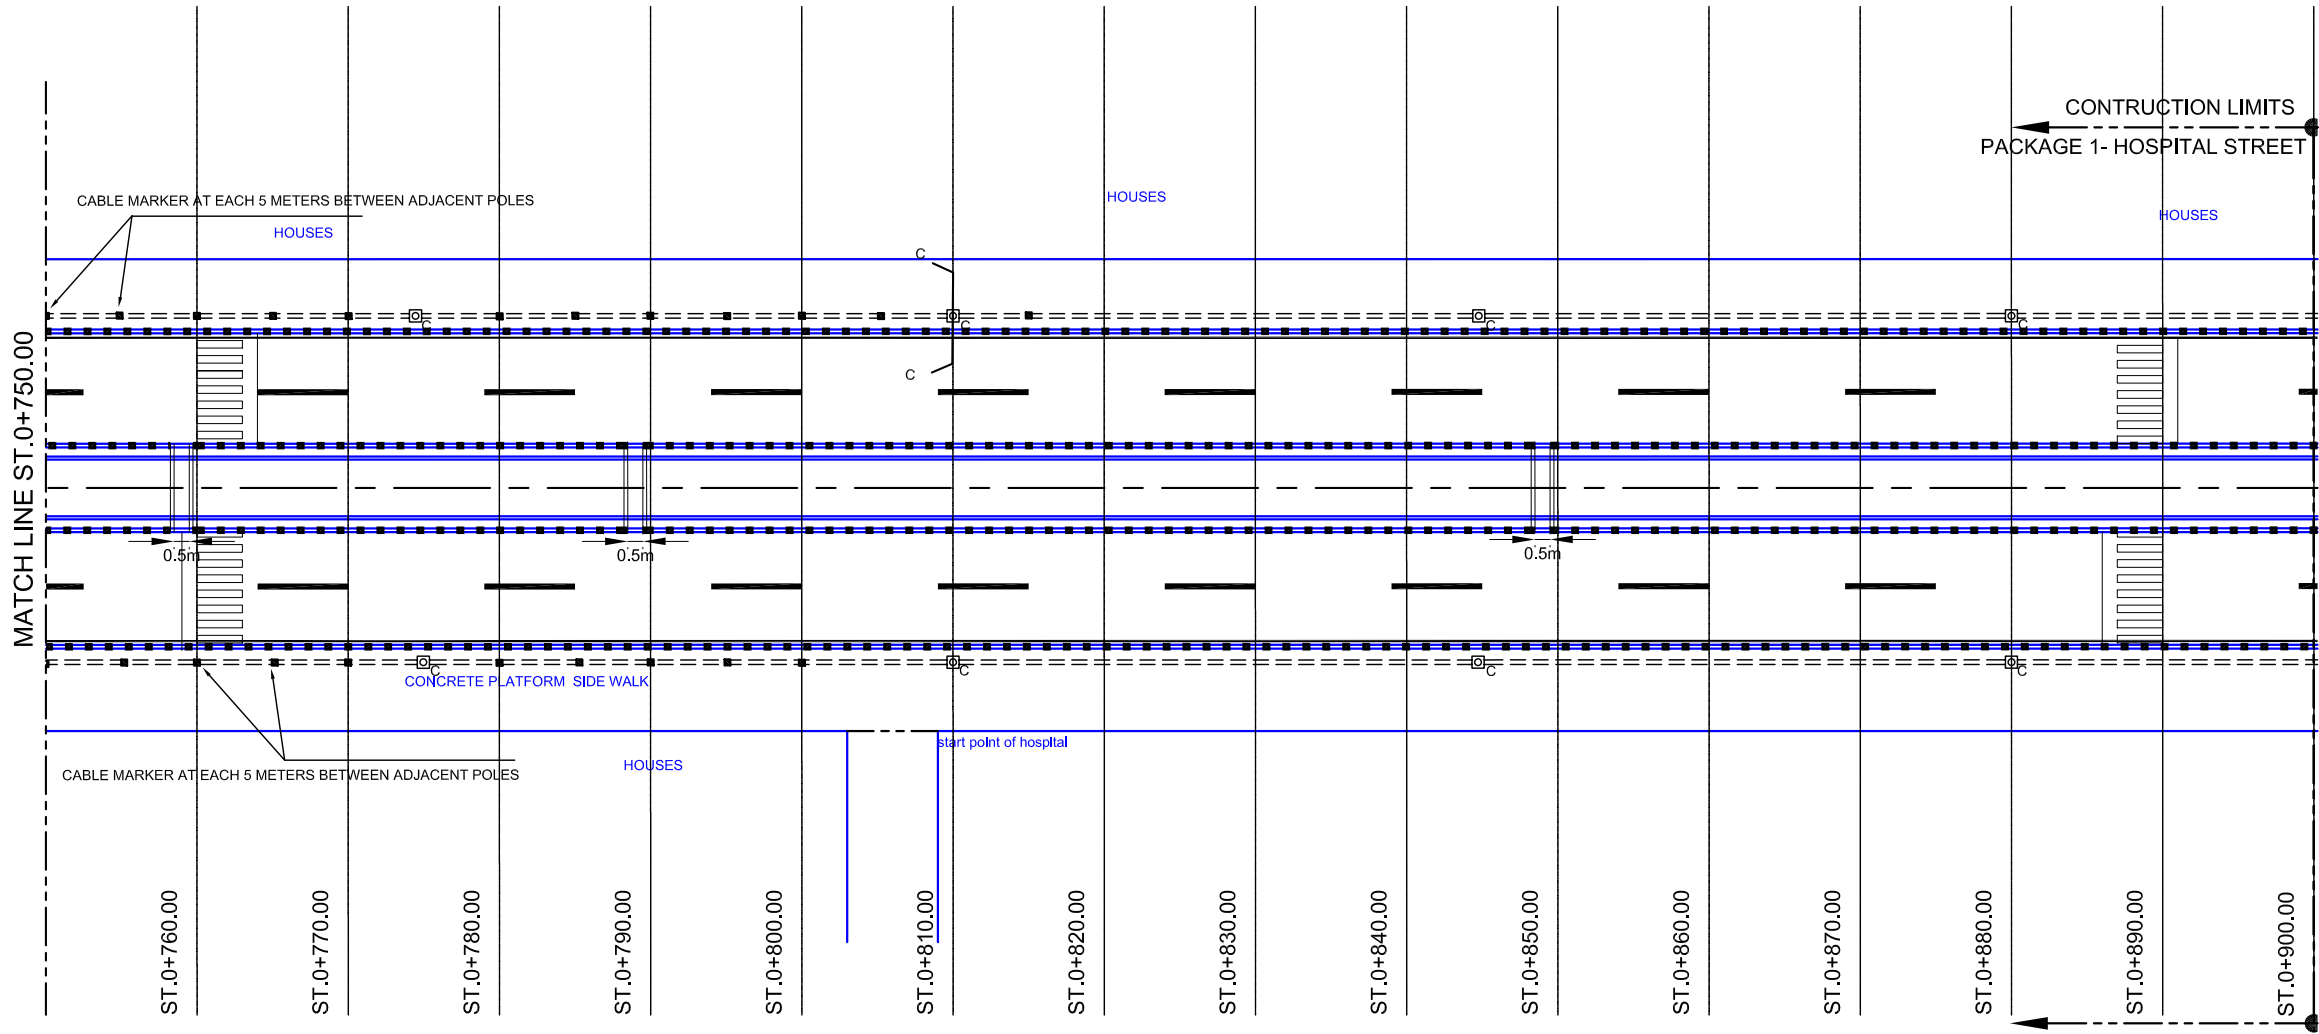 CONTRUCTION LIMITS
PACKAGE 1- HOSPITAL STREET
CABLE MARKER AT EACH 5 METERS BETWEEN ADJACENT POLES
HOUSES
HOUSES
HOUSES
C
C
C
C
C
C
MATCH LINE ST.0+750.00
0.5m
0.5m
0.5m
C
C
C
C
CONCRETE PLATFORM SIDE WALK
start point of hospital
HOUSES
CABLE MARKER AT EACH 5 METERS BETWEEN ADJACENT POLES
ST.0+760.00
ST.0+770.00
ST.0+780.00
ST.0+790.00
ST.0+800.00
ST.0+810.00
ST.0+820.00
ST.0+830.00
ST.0+840.00
ST.0+850.00
ST.0+860.00
ST.0+870.00
ST.0+880.00
ST.0+890.00
ST.0+900.00